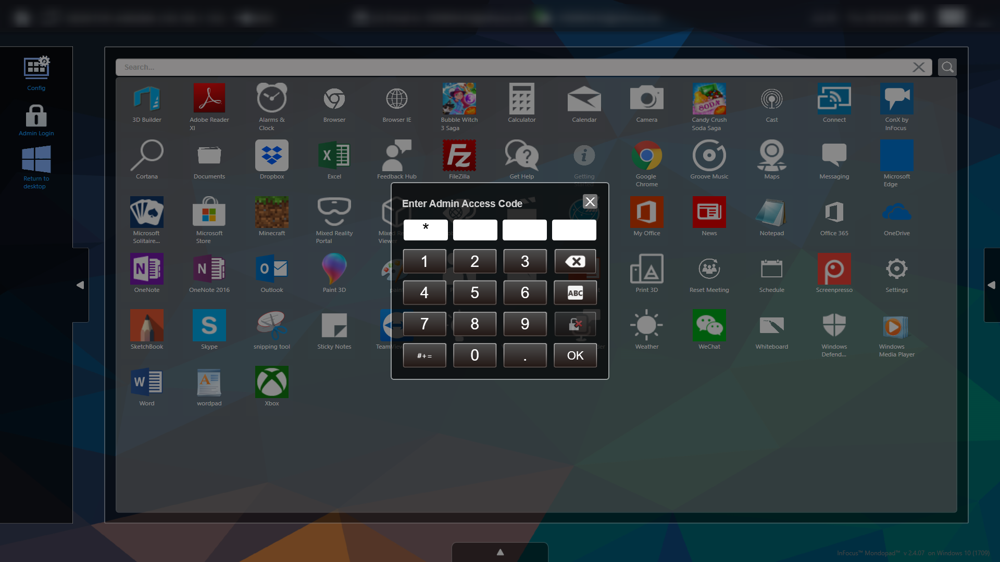 Search...
Config
Admin Login
Return to
desktop
3D Builder
Adobe Reader
XI
Alarms &
Clock
Browser
Browser IE
Bubble Witch
3 Saga
Calculator
Calendar
Camera
Candy Crush
Soda Saga
Cast
Connect
ConX by
InFocus
Cortana
Documents
Dropbox
Excel
Feedback Hub
FileZilla
Get Help
Getting
Started
Google
Chrome
Groove Music
Maps
Messaging
Microsoft
Edge
Enter Admin Access Code
*
1 2 3
4 5 6 ABC
7 8 9
#+= 0 . OK
Microsoft
Solitaire...
Microsoft
Store
Minecraft
Mixed Reality
Portal
Mixed Re
Viewer
My Office
News
Notepad
Office 365
OneDrive
OneNote
OneNote 2016
Outlook
Paint 3D
Print 3D
Reset Meeting
Schedule
Screenpresso
Settings
SketchBook
Skype
snipping tool
Sticky Notes
TeamView
Weather
WeChat
Whiteboard
Windows
Defend...
Windows
Media Player
Word
wordpad
Xbox
InFocus™ Mondopad™ v 2.4.07 on Windows 10 (1709)